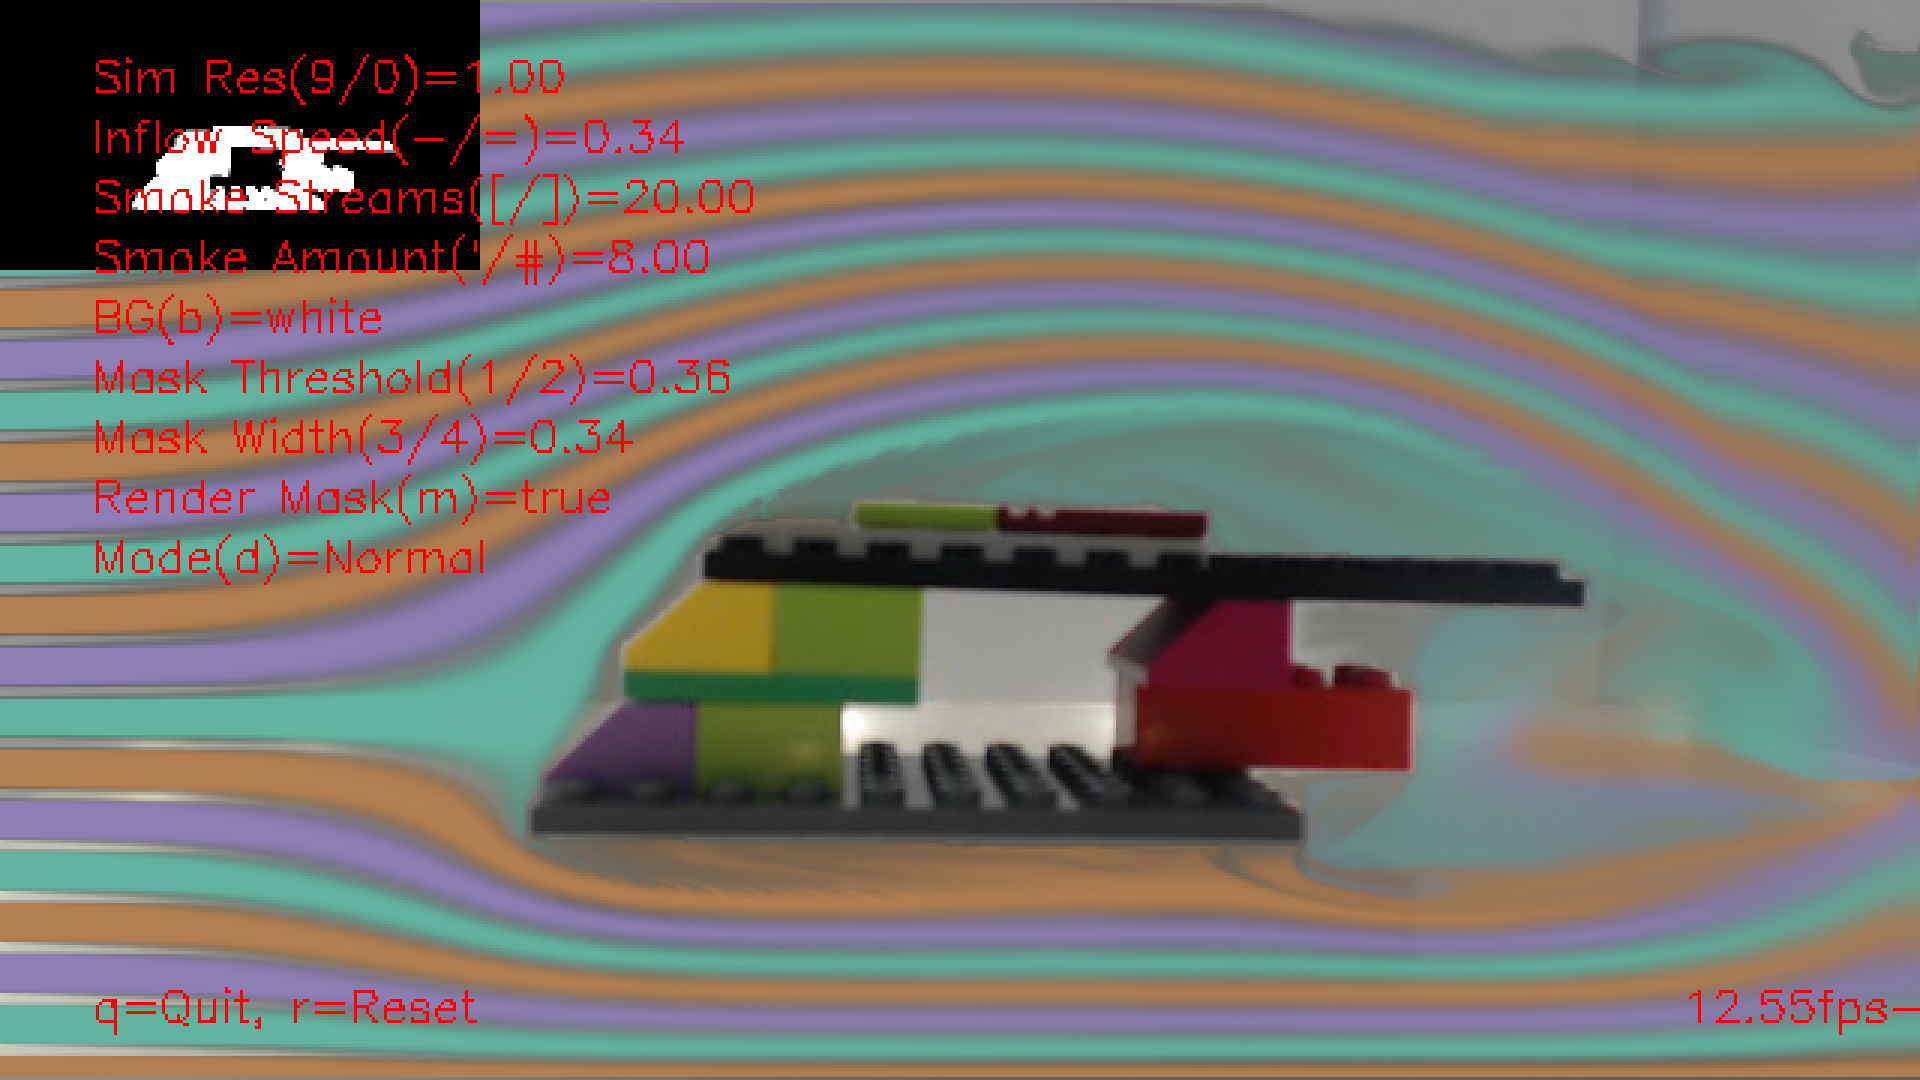 Sim Res(9/0)=1.00
Inflow Speed(-/=)=0.34
Smoke Streams([/])=20.00
Smoke Amount('/#)=8.00
BG(b)=white
Mask Threshold(1/2)=0.36
Mask Width(3/4)=0.34
Render Mask(m)=true
Mode(d)=Normal
q=Quit, r=Reset
12.55fps-